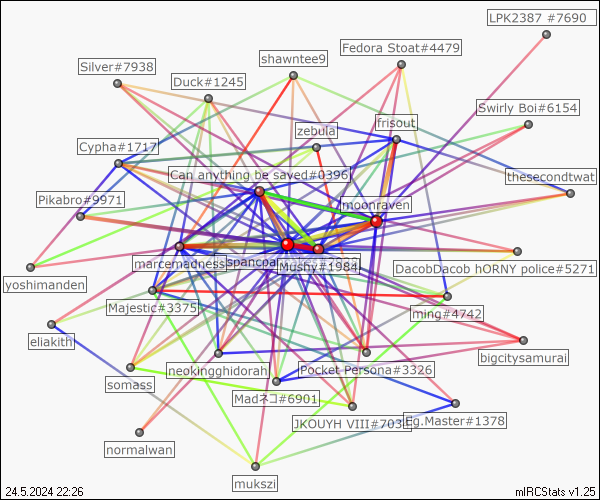 LPK2387 #7690
Fedora Stoat#4479
shawntee9
Silver#7938
Duck#1245
Swirly Boi#6154
frisout
zebula
Cypha#1717
Can anything be saved#0396
thesecondtwat
Pikabro#9971
moonraven
marcemadness
spancpa
Mushy#1984
DacobDacob hORNY police#5271
yoshimanden
Majestic#3375
ming#4742
eliakith
bigcitysamurai
neokingghidorah
Pocket Persona#3326
somass
Madネコ#6901
JKOUYH VIII#703
Eg.Master#1378
normalwan
mukszi
24.5.2024 22:26
mIRCStats v1.25